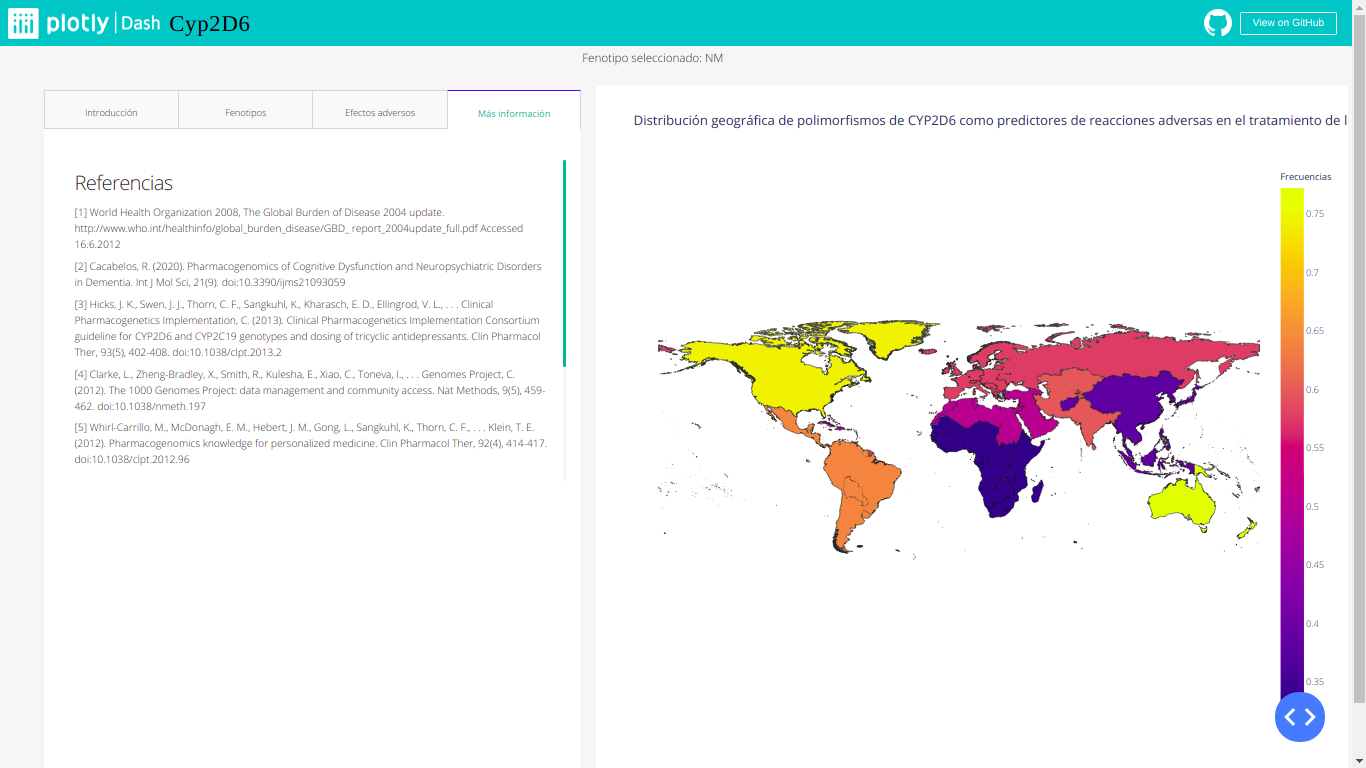 plotly | Dash Cyp2D6
View on GitHub
Fenotipo seleccionado: NM
Introducción
Fenotipos
Efectos adversos
Más información
Referencias
[1] World Health Organization 2008, The Global Burden of Disease 2004 update.
http://www.who.int/healthinfo/global_burden_disease/GBD_ report_2004update_full.pdf Accessed
16.6.2012
[2] Cacabelos, R. (2020). Pharmacogenomics of Cognitive Dysfunction and Neuropsychiatric Disorders
in Dementia. Int J Mol Sci, 21(9). doi:10.3390/ijms21093059
[3] Hicks, J. K., Swen, J. J., Thorn, C. F., Sangkuhl, K., Kharasch, E. D., Ellingrod, V. L., . . . Clinical
Pharmacogenetics Implementation, C. (2013). Clinical Pharmacogenetics Implementation Consortium
guideline for CYP2D6 and CYP2C19 genotypes and dosing of tricyclic antidepressants. Clin Pharmacol
Ther, 93(5), 402-408. doi:10.1038/clpt.2013.2
[4] Clarke, L., Zheng-Bradley, X., Smith, R., Kulesha, E., Xiao, C., Toneva, I., . . . Genomes Project, C.
(2012). The 1000 Genomes Project: data management and community access. Nat Methods, 9(5), 459-
462. doi:10.1038/nmeth.197
[5] Whirl-Carrillo, M., McDonagh, E. M., Hebert, J. M., Gong, L., Sangkuhl, K., Thorn, C. F., . . . Klein, T. E.
(2012). Pharmacogenomics knowledge for personalized medicine. Clin Pharmacol Ther, 92(4), 414-417.
doi:10.1038/clpt.2012.96
Distribución geográfica de polimorfismos de CYP2D6 como predictores de reacciones adversas en el tratamiento de l
Frecuencias
0.75
0.7
0.65
0.6
0.55
0.5
0.45
0.4
0.35